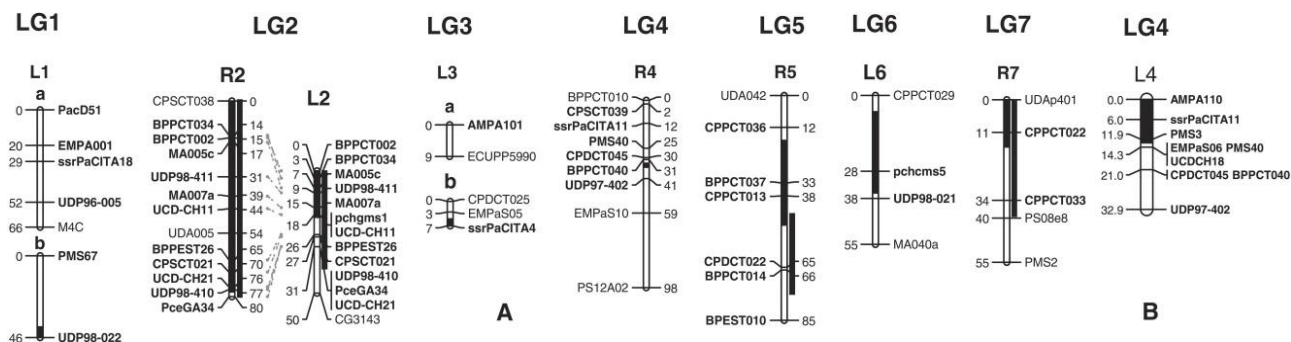 LG1
L1
a
0 PacD51
20 EMPA001
29 ssrPaCITA18
52 UDP96-005
66 M4C
b
0 PMS67
46 UDP98-022
LG2
R2
CPSCT038 0
BPPCT034 14
BPPCT002 15
MA005c 17
UDP98-411 31
MA007a 39
UCD-CH11 44
UDA005 54
BPPEST26 65
CPSCT021 70
UCD-CH21 76
UDP98-410 77
PceGA34 80
L2
0 BPPCT002
3 BPPCT034
7 MA005c
9 UDP98-411
15 MA007a
18 pchgms1
UCD-CH11
26 BPPEST26
27 CPSCT021
31 UDP98-410
PceGA34
UCD-CH21
50 CG3143
LG3
L3
a
0 AMPA101
9 ECUPP5990
b
0 CPDCT025
3 EMPaS05
7 ssrPaCITA4
A
LG4
R4
BPPCT010 0
CPSCT039 2
ssrPaCITA11 12
PMS40 25
CPDCT045 30
BPPCT040 31
UDP97-402 41
EMPaS10 59
PS12A02 98
LG5
R5
UDA042 0
CPPCT036 12
BPPCT037 33
CPPCT013 38
CPDCT022 65
BPPCT014 66
BPEST010 85
LG6
L6
0 CPPCT029
28 pchcms5
38 UDP98-021
55 MA040a
LG7
R7
0 UDAp401
11 CPPCT022
34 CPPCT033
40 PS08e8
55 PMS2
LG4
L4
0.0 AMPA110
6.0 ssrPaCITA11
11.9 PMS3
14.3 EMPaS06 PMS40
UCDCH18
21.0 CPDCT045 BPPCT040
32.9 UDP97-402
B